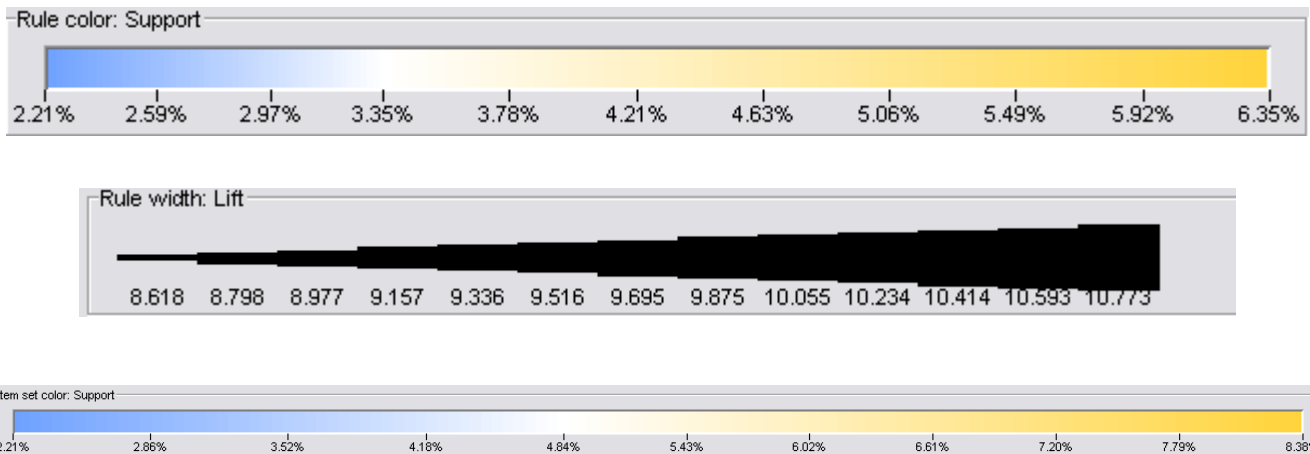 Rule color: Support
2.21% 2.59% 2.97% 3.35% 3.78% 4.21% 4.63% 5.06% 5.49% 5.92% 6.35%
Rule width: Lift
8.618 8.798 8.977 9.157 9.336 9.516 9.695 9.875 10.055 10.234 10.414 10.593 10.773
tem set color: Support
2.21% 2.86% 3.52% 4.18% 4.84% 5.43% 6.02% 6.61% 7.20% 7.79% 8.38%